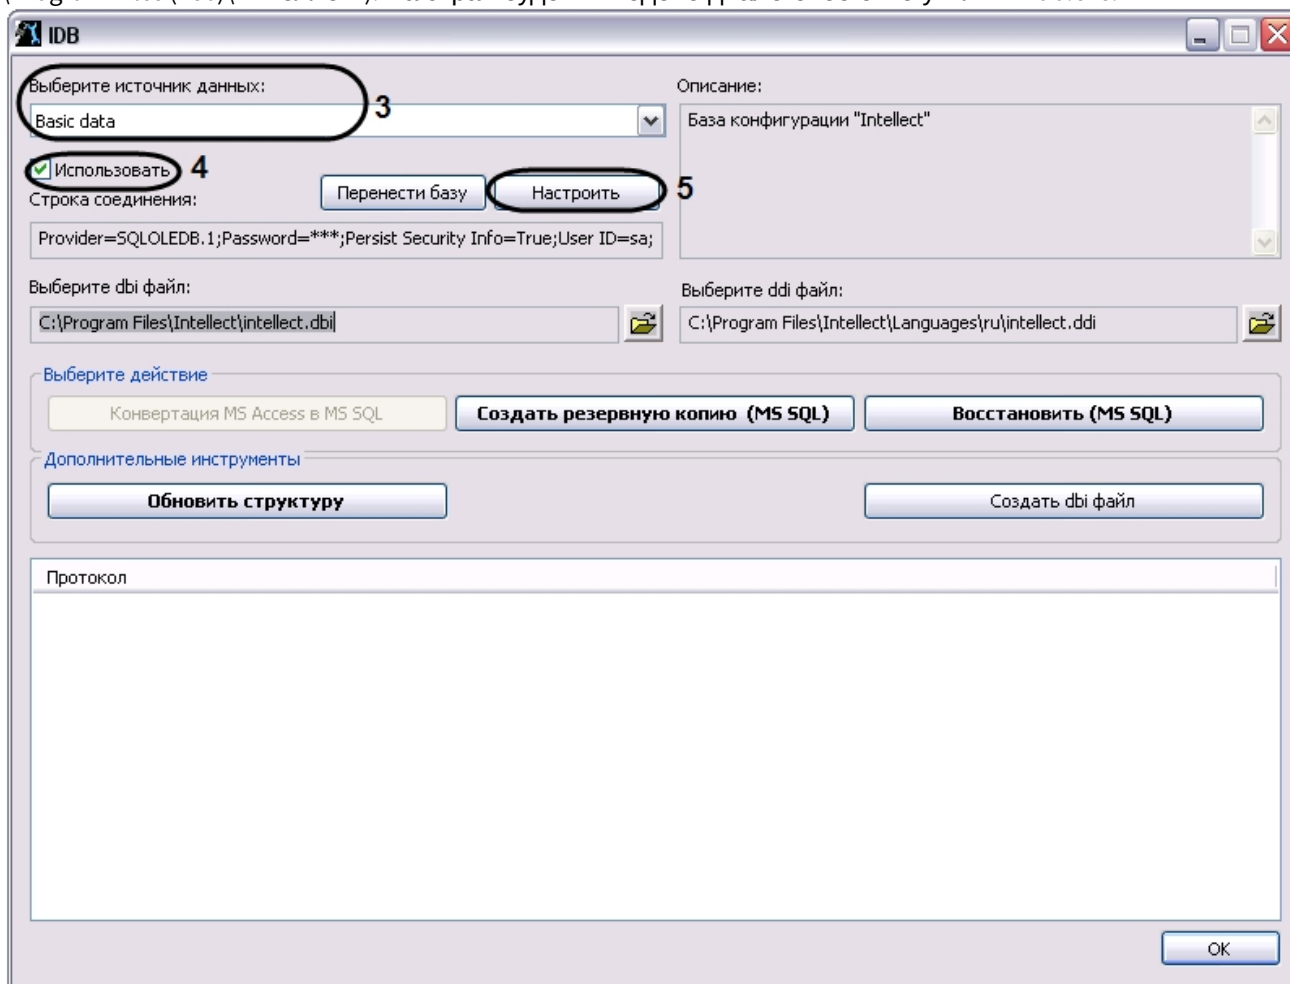 IDB
Выберите источник данных:
Basic data
3
Использовать
4
Строка соединения:
Перенести базу
Настроить
5
Provider=SQLOLEDB.1;Password=***;Persist Security Info=True;User ID=sa;
Описание:
База конфигурации "Intellect"
Выберите dbi файл:
C:\Program Files\Intellect\intellect.dbi
Выберите ddi файл:
C:\Program Files\Intellect\Languages\ru\intellect.ddi
Выберите действие
Конвертация MS Access в MS SQL
Создать резервную копию (MS SQL)
Восстановить (MS SQL)
Дополнительные инструменты
Обновить структуру
Создать dbi файл
Протокол
OK